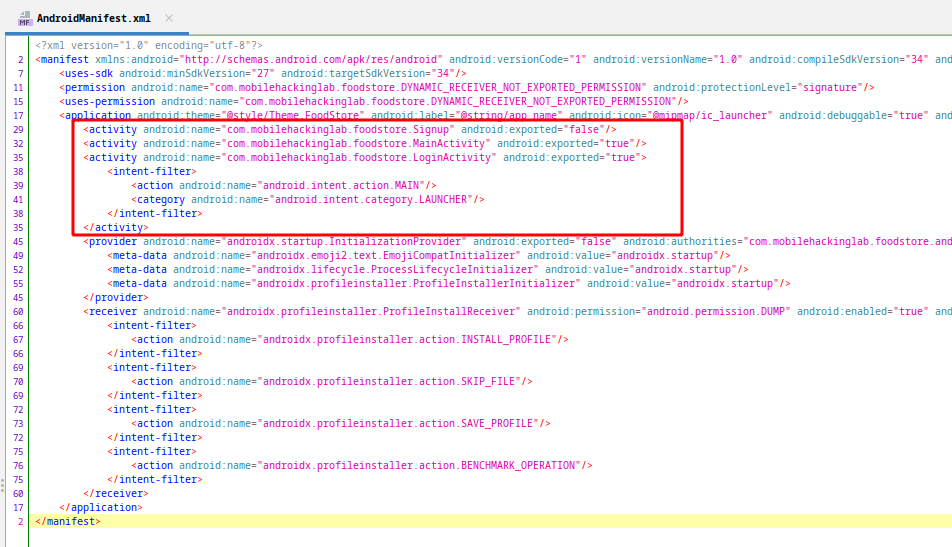 MF AndroidManifest.xml
<?xml version="1.0" encoding="utf-8"?>
2 <manifest xmlns:android="http://schemas.android.com/apk/res/android" android:versionCode="1" android:versionName="1.0" android:compileSdkVersion="34" and
7 <uses-sdk android:minSdkVersion="27" android:targetSdkVersion="34"/>
11 <permission android:name="com.mobilehackinglab.foodstore.DYNAMIC_RECEIVER_NOT_EXPORTED_PERMISSION" android:protectionLevel="signature"/>
15 <uses-permission android:name="com.mobilehackinglab.foodstore.DYNAMIC_RECEIVER_NOT_EXPORTED_PERMISSION"/>
17 <application android:theme="@style/Theme.FoodStore" android:label="@string/app_name" android:icon="@mipmap/ic_launcher" android:debuggable="true" and
29 <activity android:name="com.mobilehackinglab.foodstore.Signup" android:exported="false"/>
32 <activity android:name="com.mobilehackinglab.foodstore.MainActivity" android:exported="true"/>
35 <activity android:name="com.mobilehackinglab.foodstore.LoginActivity" android:exported="true">
38 <intent-filter>
39 <action android:name="android.intent.action.MAIN"/>
41 <category android:name="android.intent.category.LAUNCHER"/>
38 </intent-filter>
35 </activity>
45 <provider android:name="androidx.startup.InitializationProvider" android:exported="false" android:authorities="com.mobilehackinglab.foodstore.and
49 <meta-data android:name="androidx.emoji2.text.EmojiCompatInitializer" android:value="androidx.startup"/>
52 <meta-data android:name="androidx.lifecycle.ProcessLifecycleInitializer" android:value="androidx.startup"/>
55 <meta-data android:name="androidx.profileinstaller.ProfileInstallerInitializer" android:value="androidx.startup"/>
45 </provider>
60 <receiver android:name="androidx.profileinstaller.ProfileInstallReceiver" android:permission="android.permission.DUMP" android:enabled="true" and
66 <intent-filter>
67 <action android:name="androidx.profileinstaller.action.INSTALL_PROFILE"/>
66 </intent-filter>
69 <intent-filter>
70 <action android:name="androidx.profileinstaller.action.SKIP_FILE"/>
69 </intent-filter>
72 <intent-filter>
73 <action android:name="androidx.profileinstaller.action.SAVE_PROFILE"/>
72 </intent-filter>
75 <intent-filter>
76 <action android:name="androidx.profileinstaller.action.BENCHMARK_OPERATION"/>
75 </intent-filter>
60 </receiver>
17 </application>
2 </manifest>